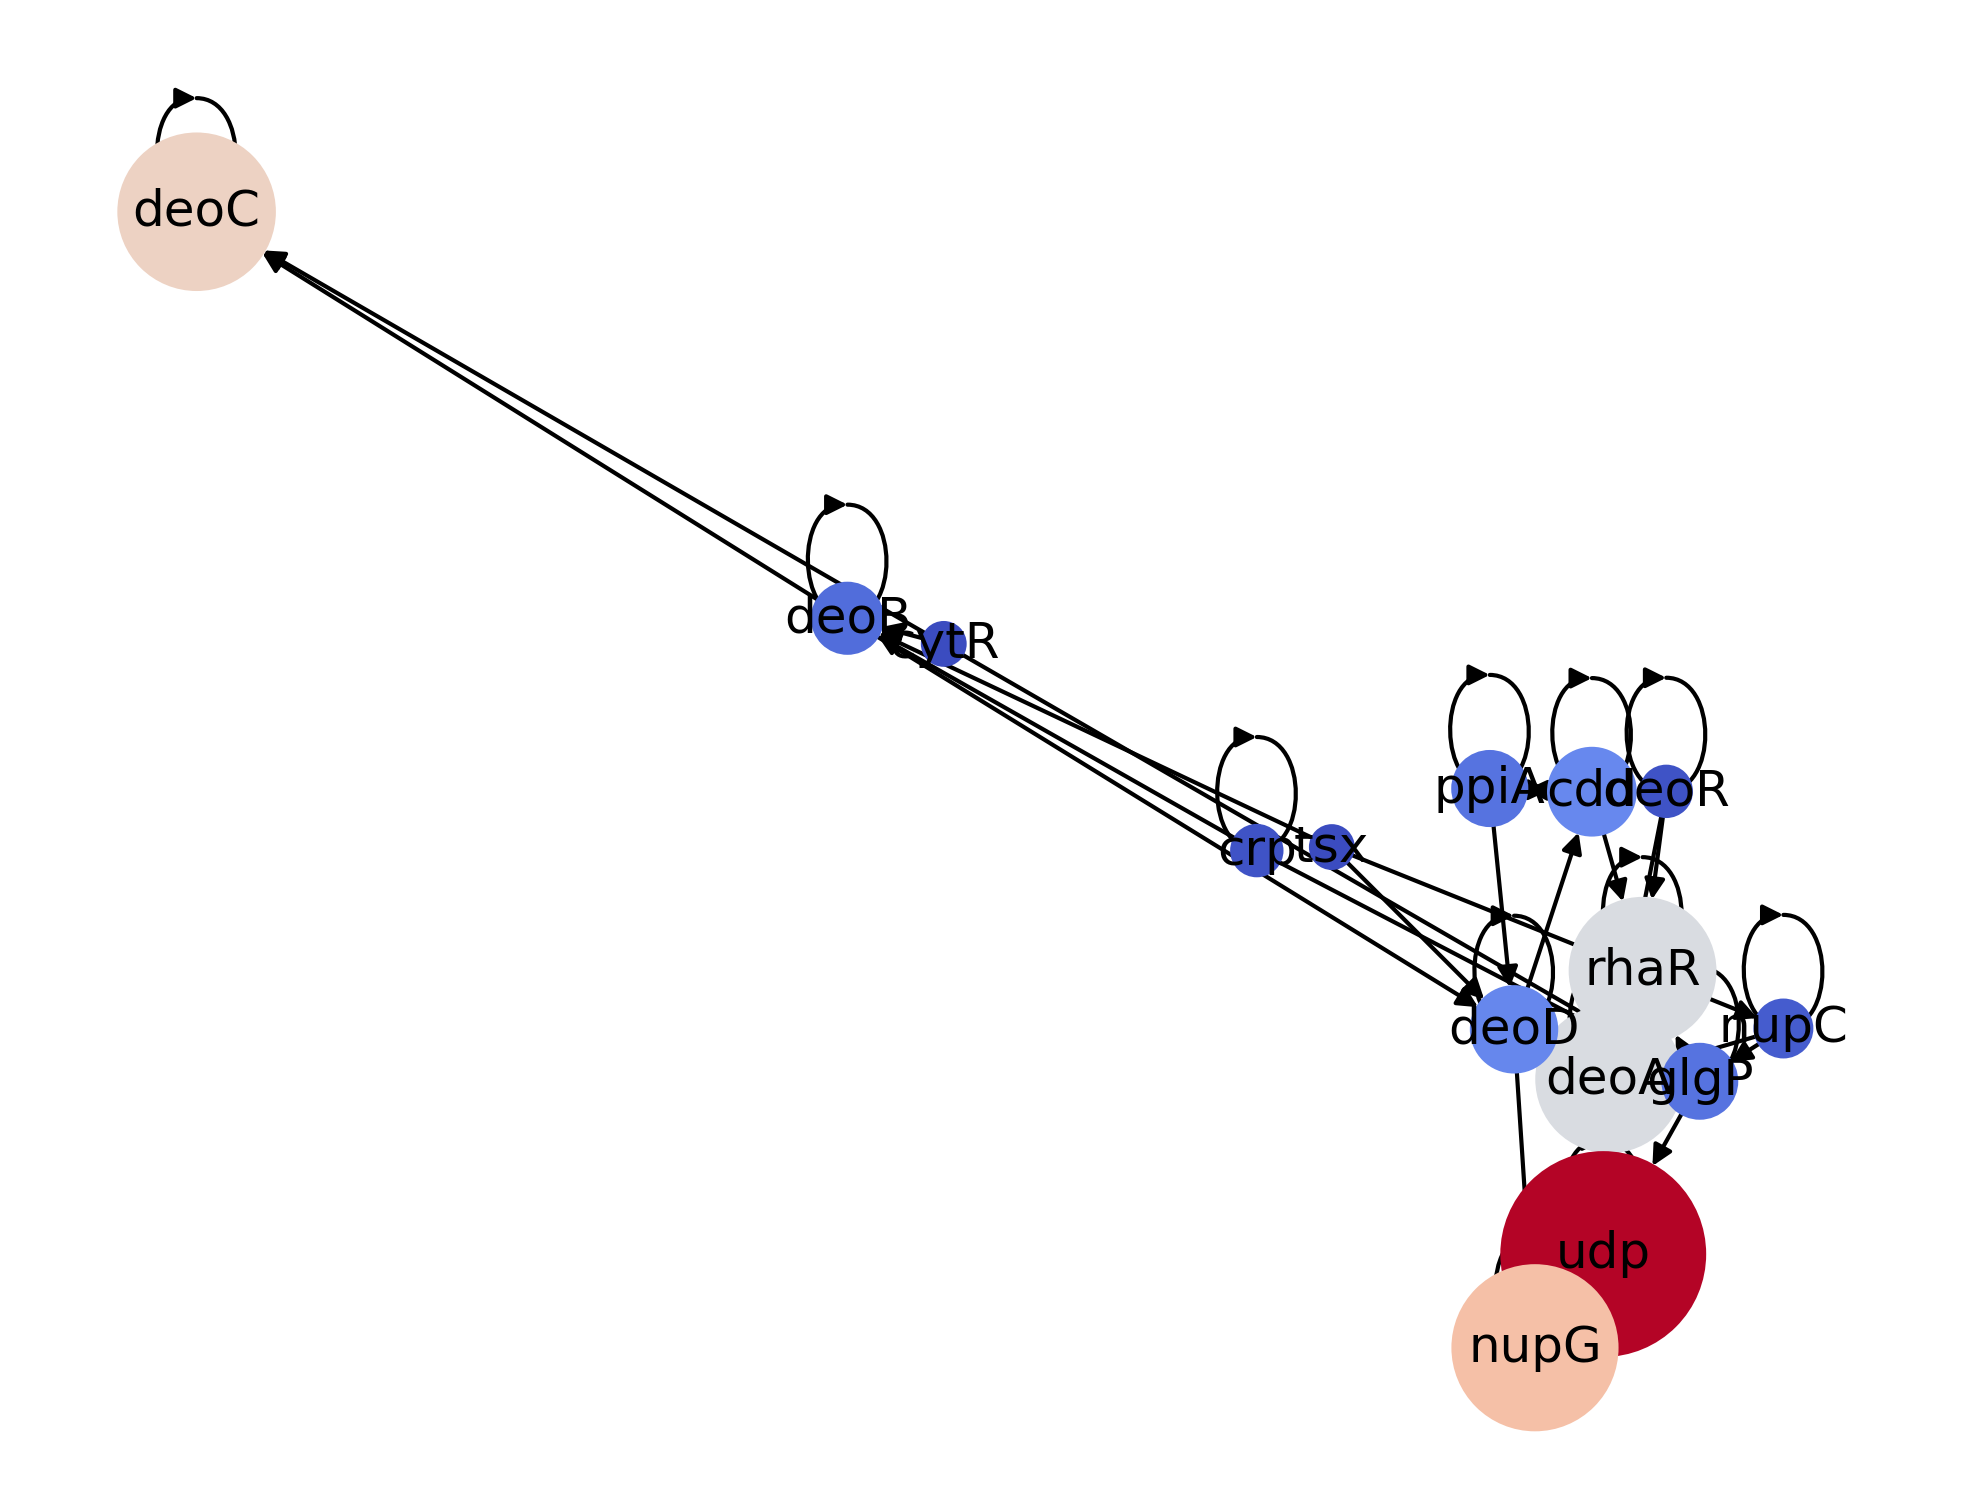 deoC
deoB
cytR
ppiA
cdd
deoR
crp
tsx
rhaR
nupC
deoD
deoA
glgP
udp
nupG